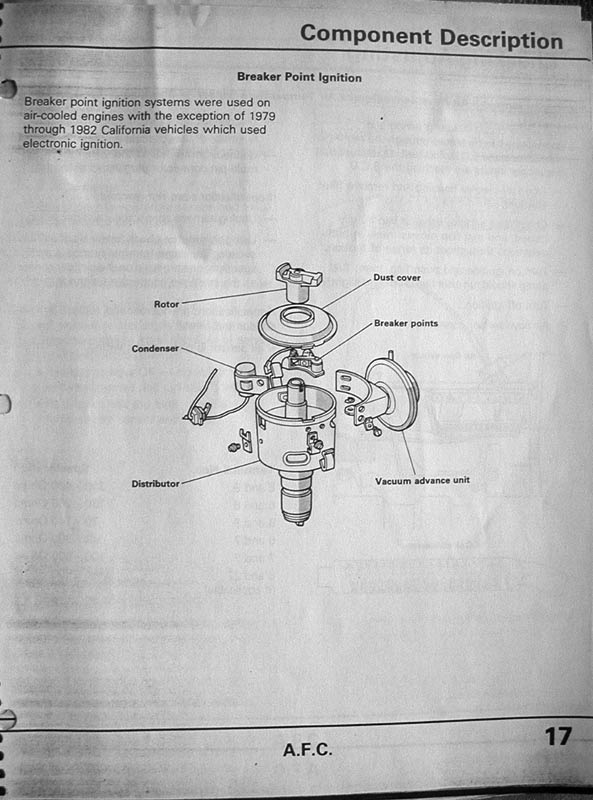 Component Description
Breaker Point Ignition
Breaker point ignition systems were used on
air-cooled engines with the exception of 1979
through 1982 California vehicles which used
electronic ignition.
Dust cover
Rotor
Breaker points
Condenser
Distributor
Vacuum advance unit
A.F.C.
17